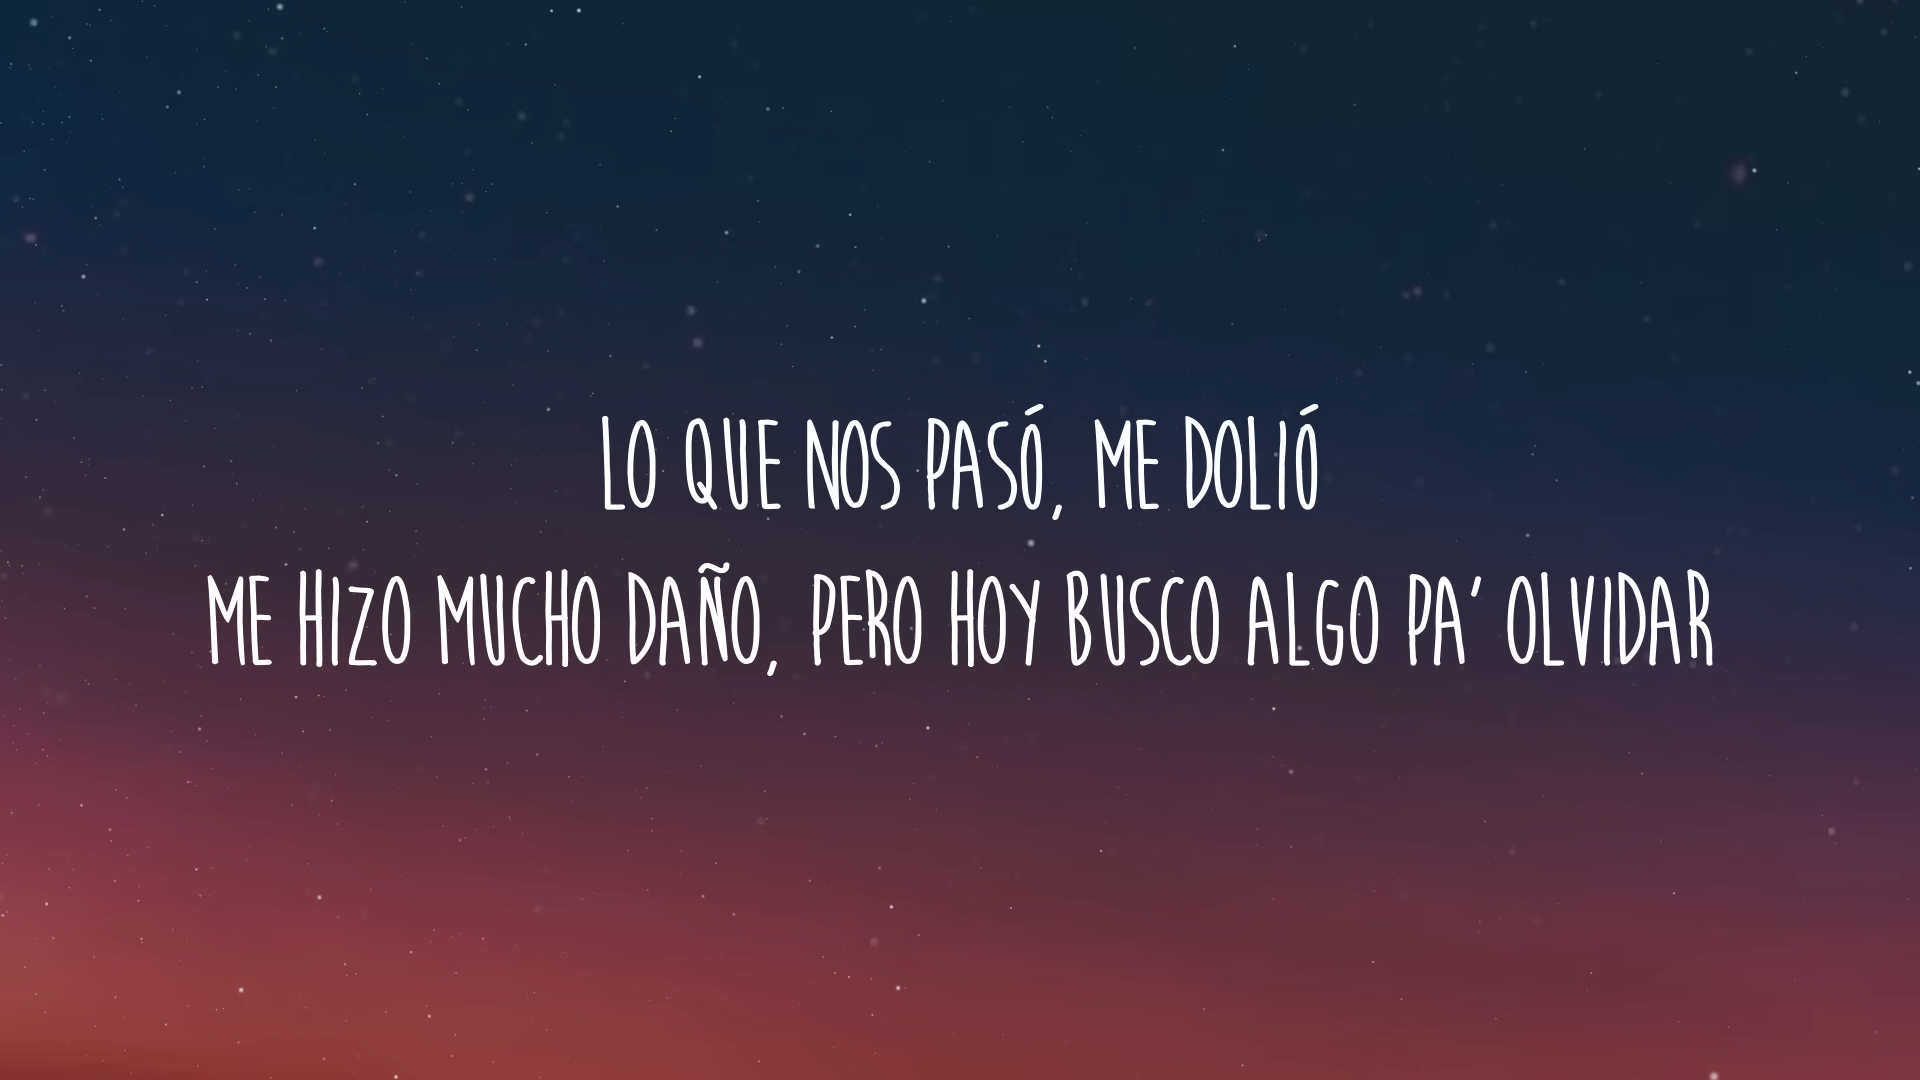 LO QUE NOS PASÓ, ME DOLIÓ
ME HIZO MUCHO DAÑO, PERO HOY BUSCO ALGO PA' OLVIDAR